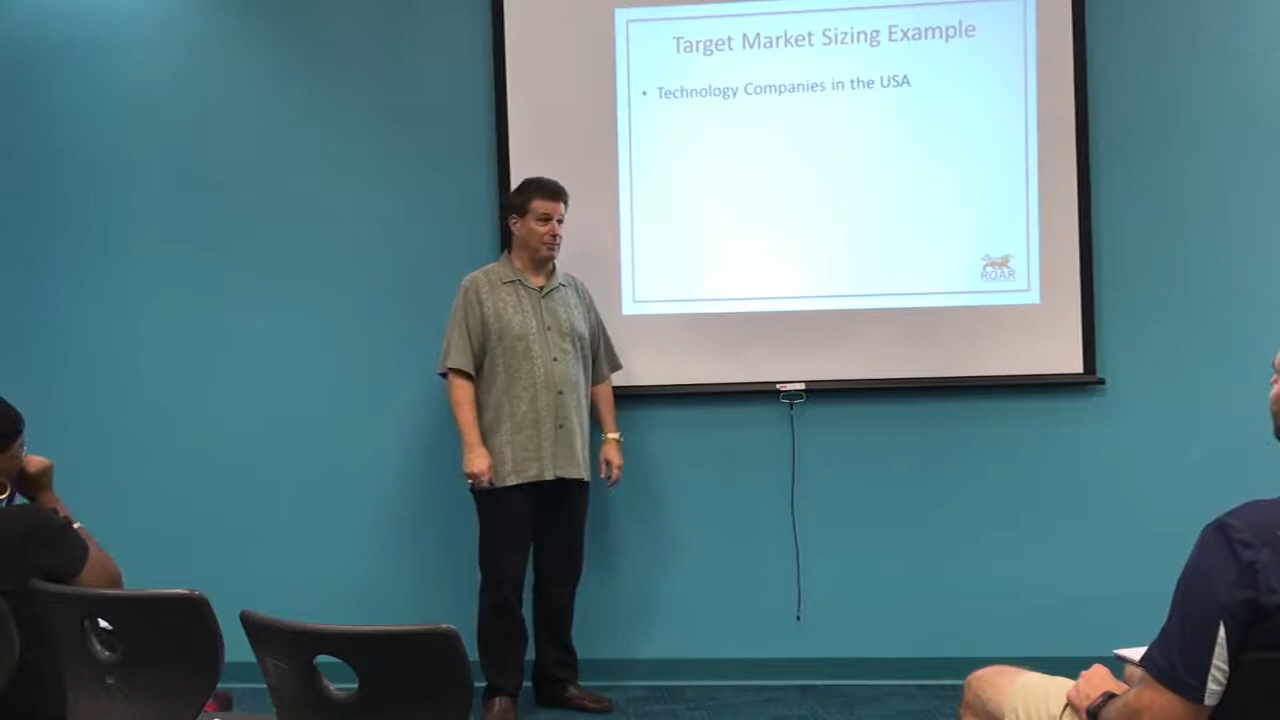 Target Market Sizing Example
• Technology Companies in the USA
ROAR